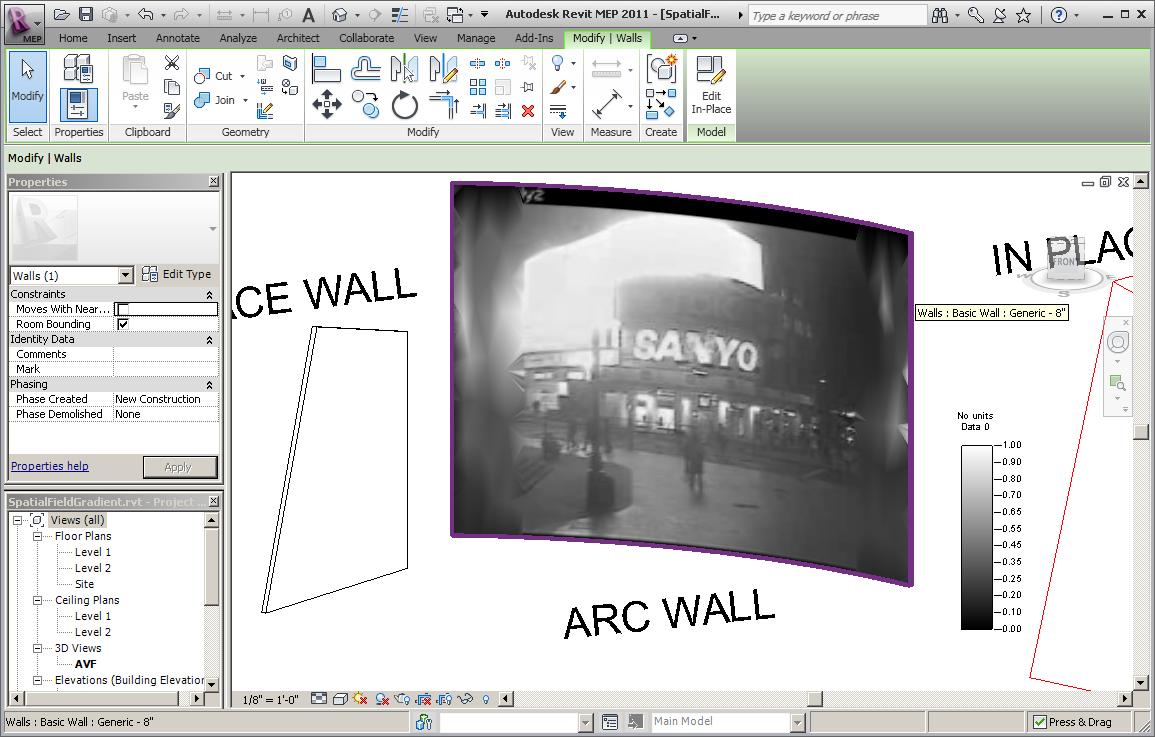 Autodesk Revit MEP 2011 - [SpatialF...
Type a keyword or phrase
MEP
Home Insert Annotate Analyze Architect Collaborate View Manage Add-Ins Modify | Walls
Modify
Paste
Cut
Join
Edit
In-Place
Select Properties Clipboard Geometry Modify View Measure Create Model
Modify | Walls
Properties
R
Walls (1)
Edit Type
Constraints
Moves With Near...
Room Bounding
Identity Data
Comments
Mark
Phasing
Phase Created New Construction
Phase Demolished None
Properties help
Apply
SpatialFieldGradient.rvt - Project ...
Views (all)
Floor Plans
Level 1
Level 2
Site
Ceiling Plans
Level 1
Level 2
3D Views
AVF
Elevations (Building Elevation
CE WALL
SANYO
ARC WALL
IN PLAC
FRONT
W
S
E
Walls : Basic Wall : Generic - 8"
No units
Data 0
1.00
0.90
0.80
0.70
0.65
0.55
0.45
0.35
0.25
0.20
0.10
0.00
1/8" = 1'-0"
Walls : Basic Wall : Generic - 8"
Main Model
Press & Drag